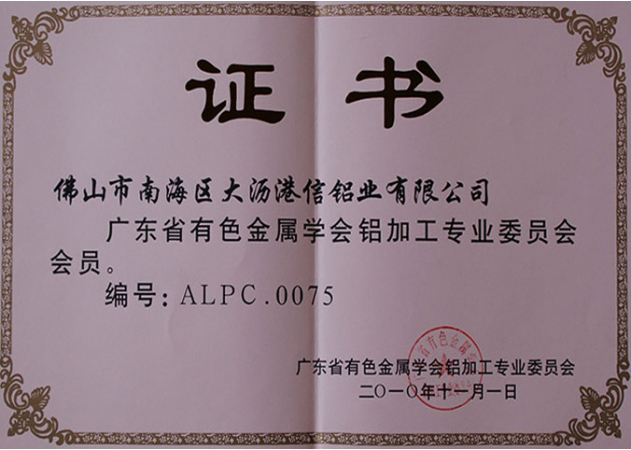 证书
佛山市南海区大沥港信铝业有限公司
广东省有色金属学会铝加工专业委员会
会员。
编号：ALPC.0075
广东省有色金属学会铝加工专业委员会
二〇一〇年十一月一日